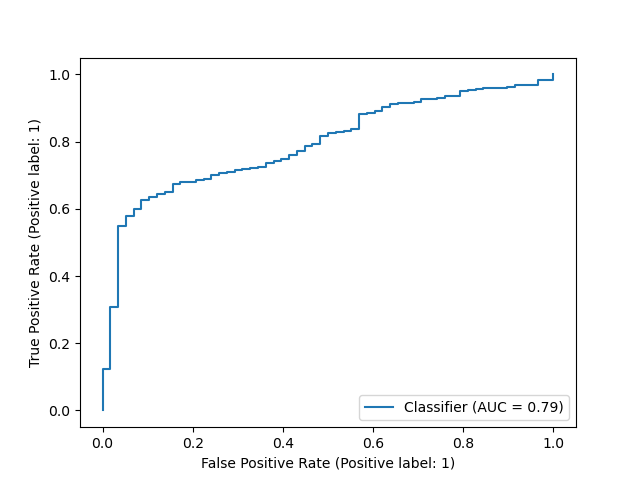 1.0
0.8
0.6
0.4
0.2
0.0
True Positive Rate (Positive label: 1)
Classifier (AUC = 0.79)
0.0 0.2 0.4 0.6 0.8 1.0
False Positive Rate (Positive label: 1)